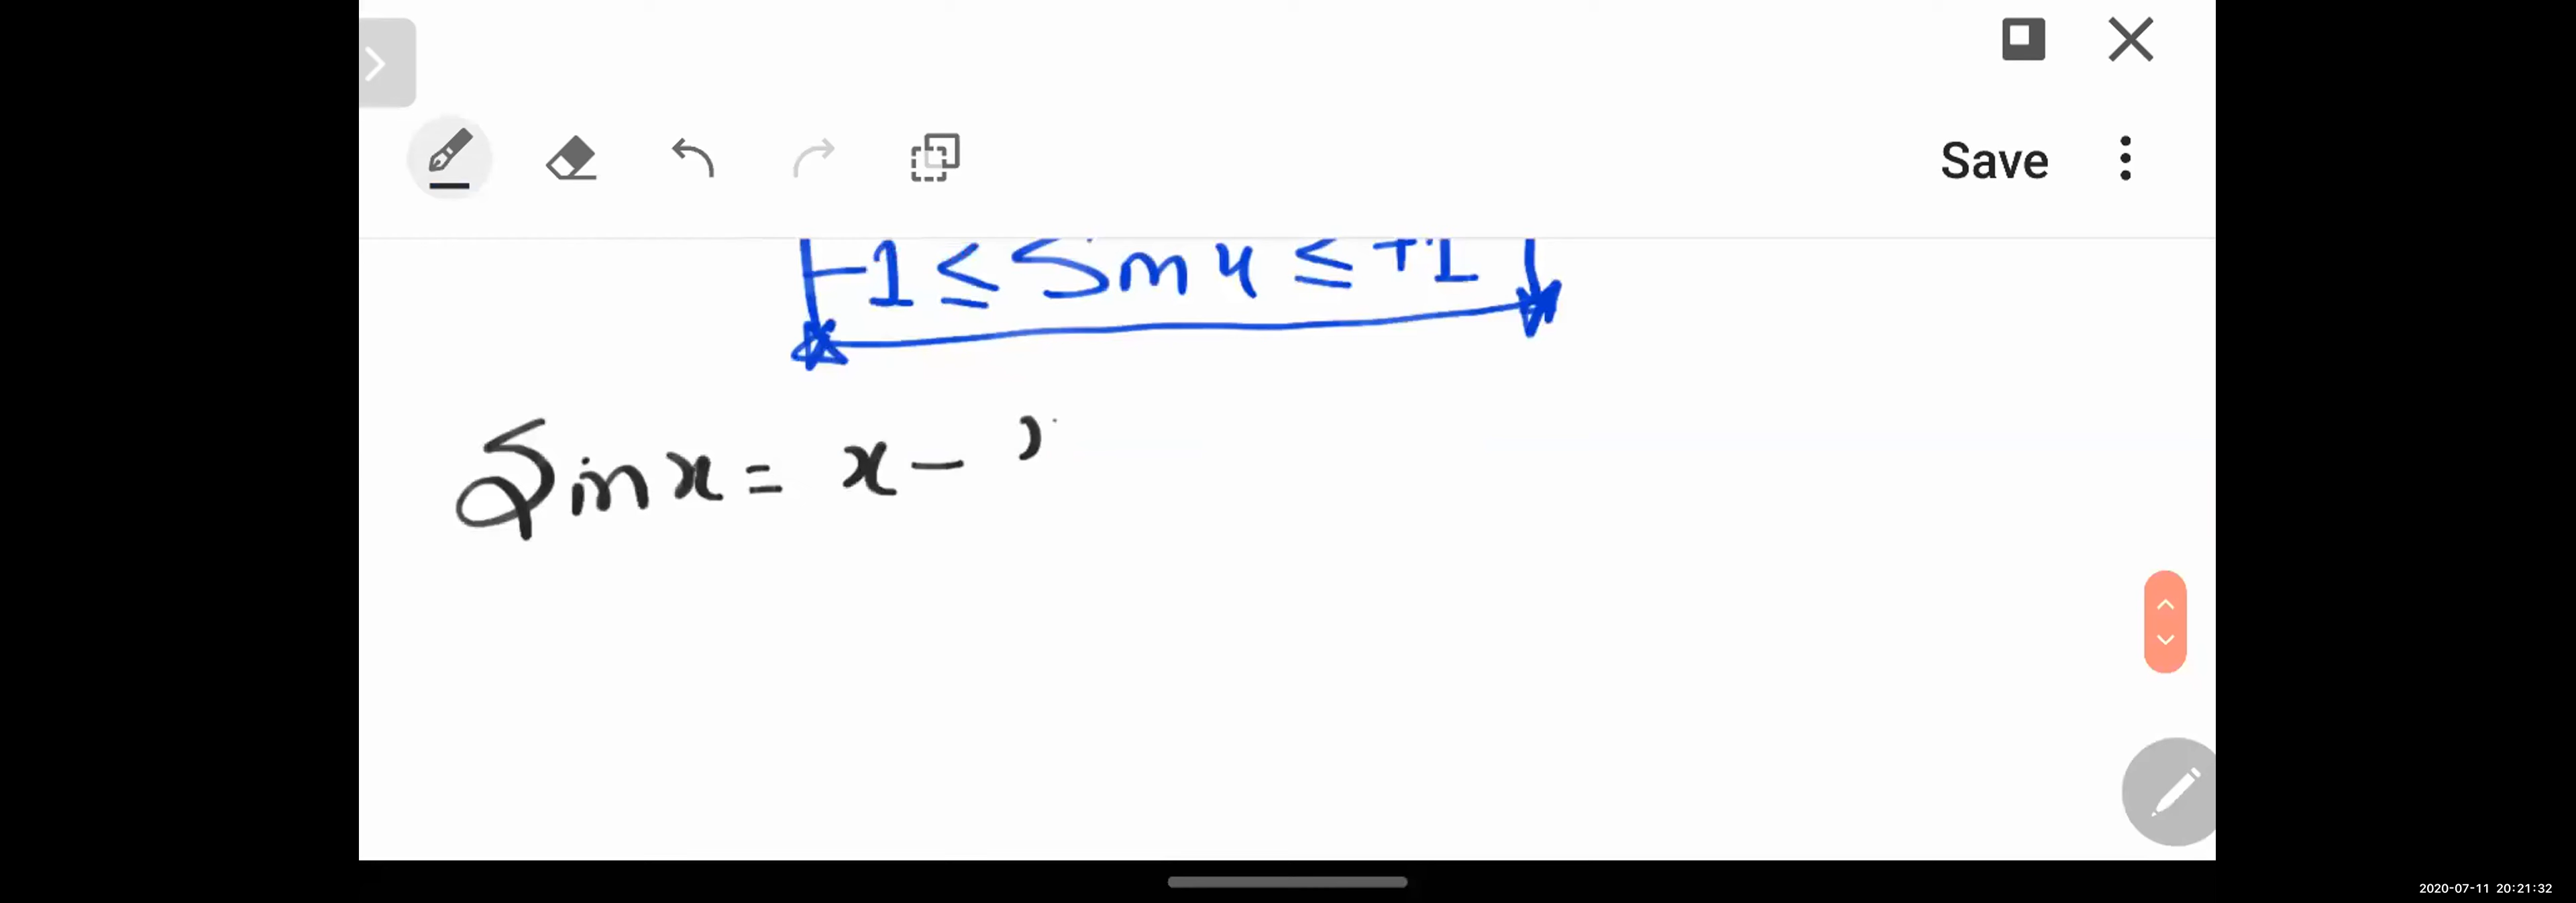 Save
-1 ≤ Sin x ≤ +1
Sin x = x -
2020-07-11 20:21:32